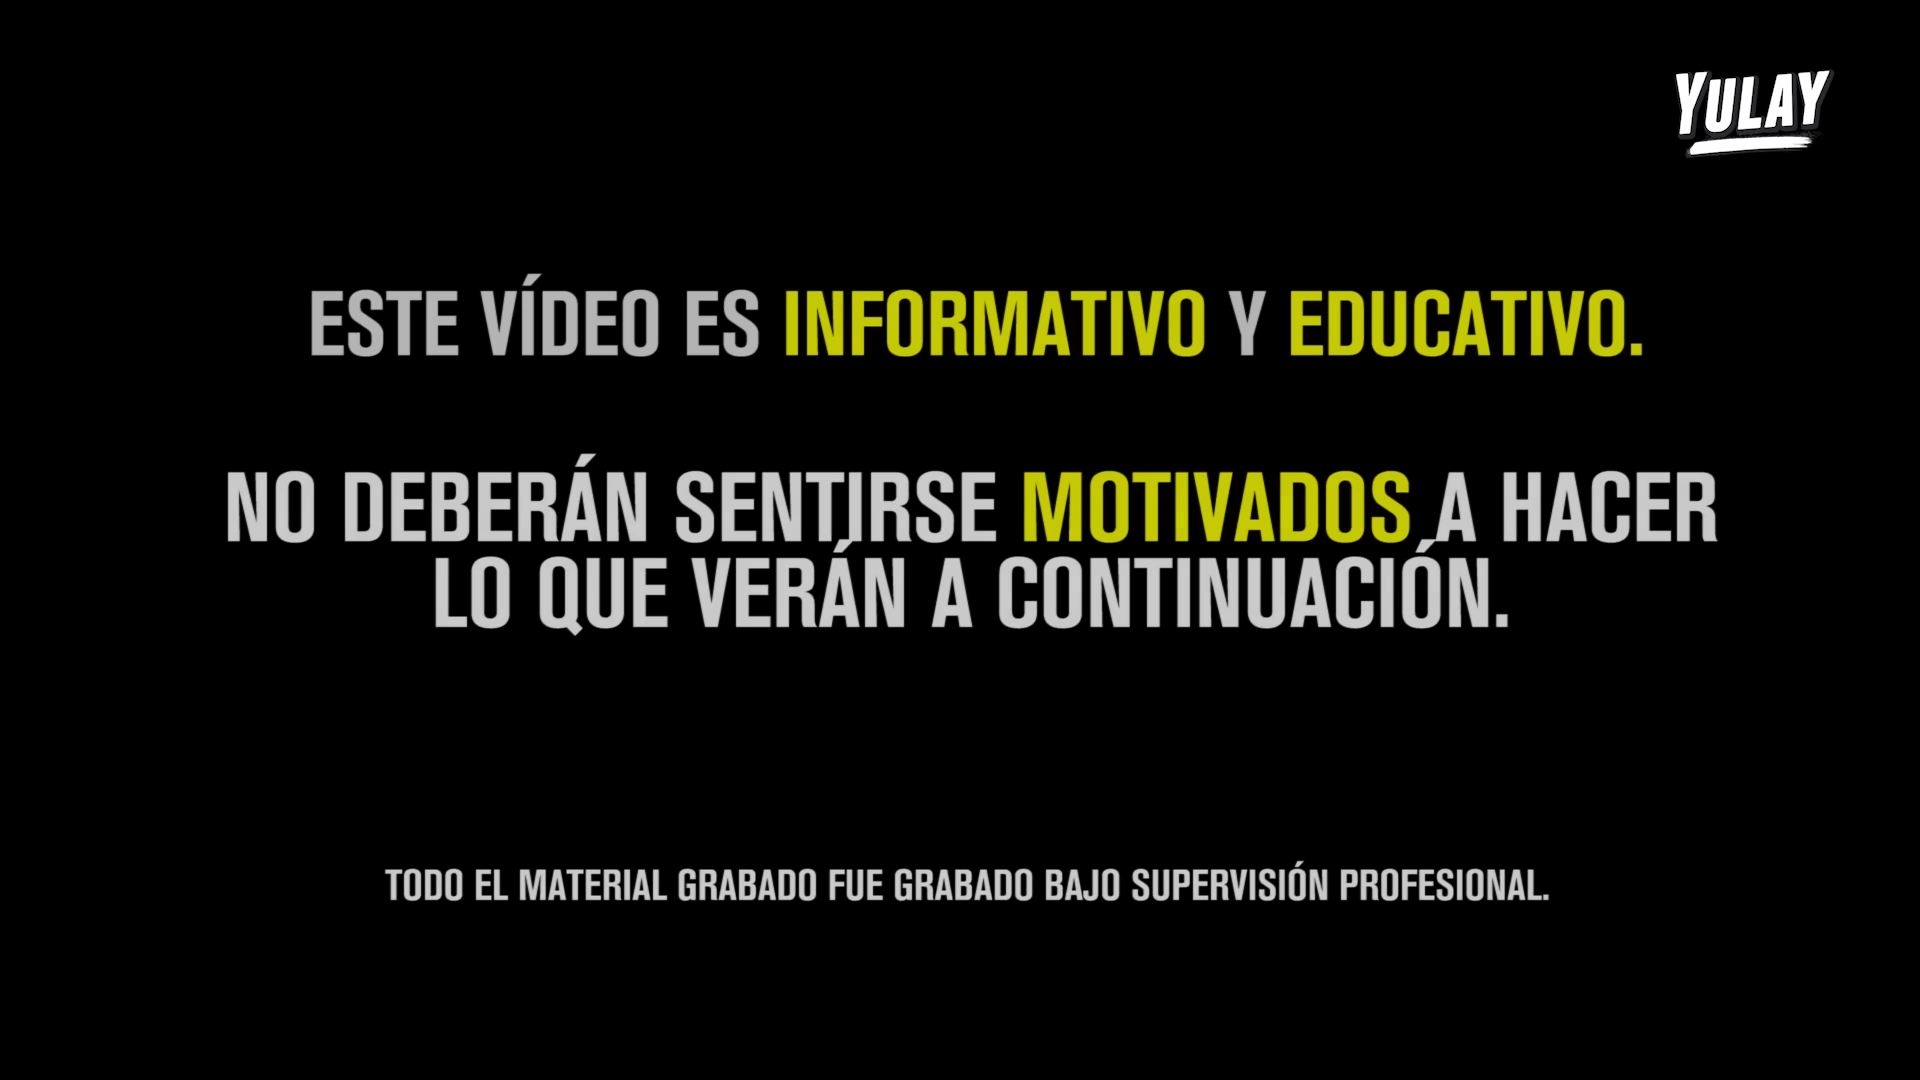 YULAY
ESTE VÍDEO ES INFORMATIVO Y EDUCATIVO.
NO DEBERÁN SENTIRSE MOTIVADOS A HACER
LO QUE VERÁN A CONTINUACIÓN.
TODO EL MATERIAL GRABADO FUE GRABADO BAJO SUPERVISIÓN PROFESIONAL.